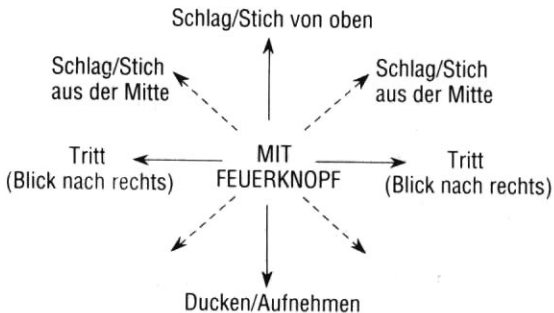 Schlag/Stich von oben
Schlag/Stich
aus der Mitte
Schlag/Stich
aus der Mitte
Tritt
(Blick nach rechts)
MIT
FEUERKNOPF
Tritt
(Blick nach rechts)
Ducken/Aufnehmen